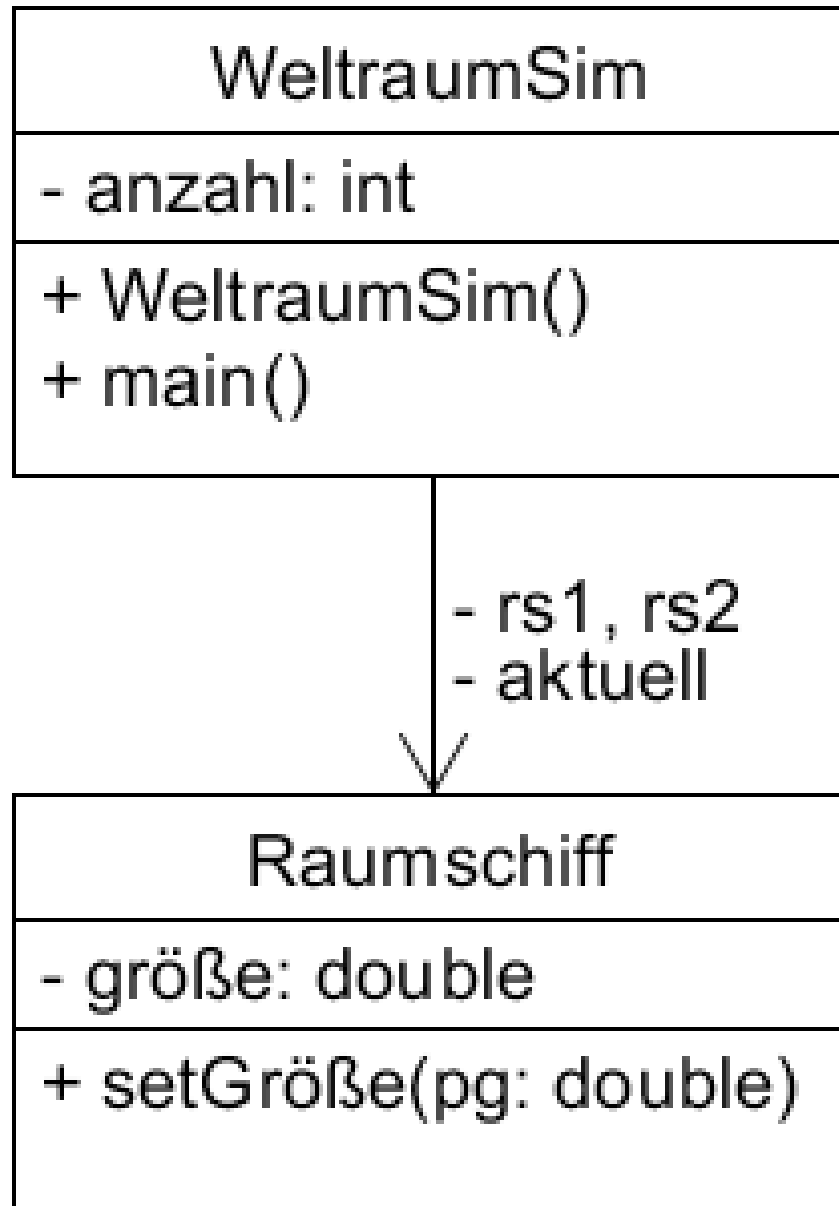 WeltraumSim
- anzahl: int
+ WeltraumSim()
+ main()
- rs1, rs2
- aktuell
Raumschiff
- größe: double
+ setGröße(pg: double)